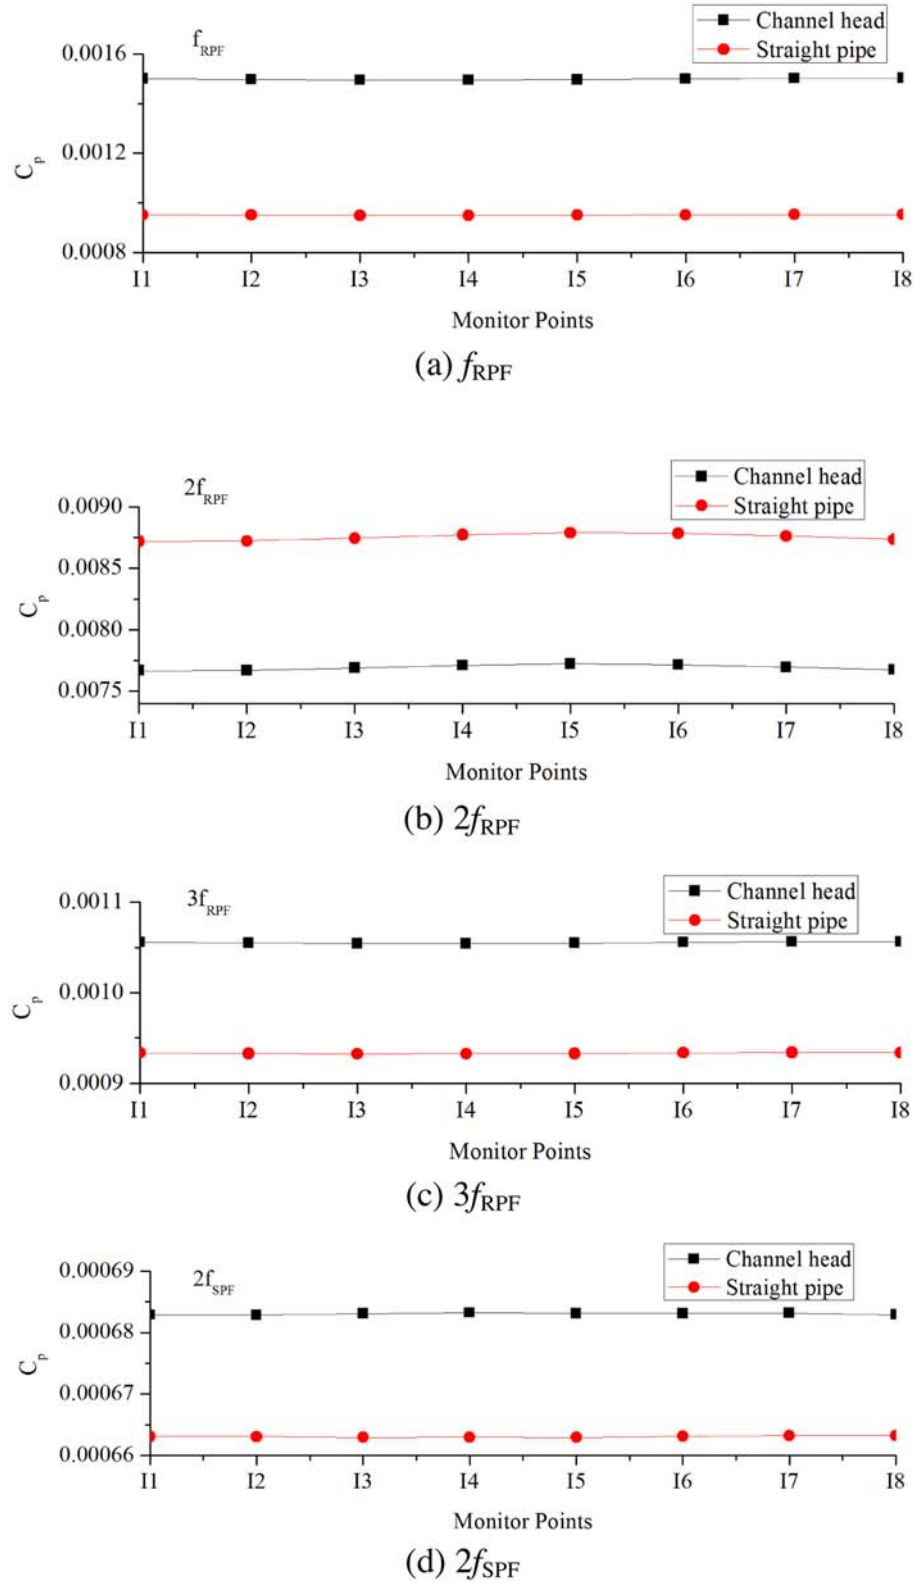 Channel head
Straight pipe
f_RPF
0.0016
0.0012
0.0008
C_p
I1 I2 I3 I4 I5 I6 I7 I8
Monitor Points
(a) f_RPF
Channel head
Straight pipe
2f_RPF
0.0090
0.0085
0.0080
0.0075
C_p
I1 I2 I3 I4 I5 I6 I7 I8
Monitor Points
(b) 2f_RPF
Channel head
Straight pipe
3f_RPF
0.0011
0.0010
0.0009
C_p
I1 I2 I3 I4 I5 I6 I7 I8
Monitor Points
(c) 3f_RPF
Channel head
Straight pipe
2f_SPF
0.00069
0.00068
0.00067
0.00066
C_p
I1 I2 I3 I4 I5 I6 I7 I8
Monitor Points
(d) 2f_SPF